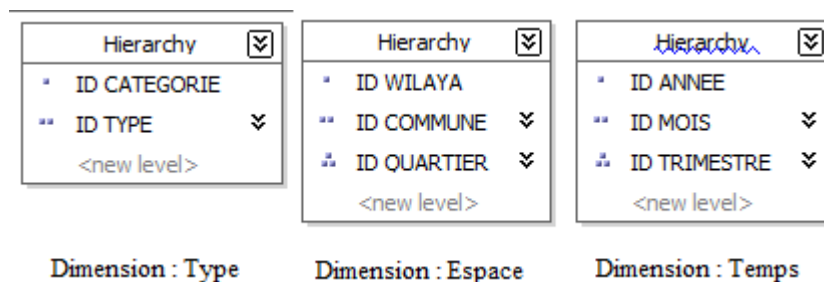 Hierarchy
ID CATEGORIE
ID TYPE
<new level>
Dimension : Type
Hierarchy
ID WILAYA
ID COMMUNE
ID QUARTIER
<new level>
Dimension : Espace
Hierarchy
ID ANNEE
ID MOIS
ID TRIMESTRE
<new level>
Dimension : Temps